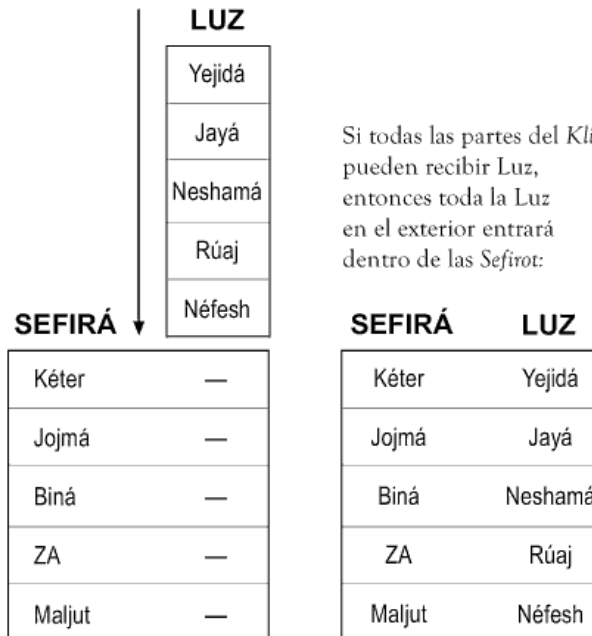 LUZ
Yejidá
Jayá
Neshamá
Rúaj
Néfesh
Si todas las partes del Kli
pueden recibir Luz,
entonces toda la Luz
en el exterior entrará
dentro de las Sefirot:
SEFIRÁ
Kéter —
Jojmá —
Biná —
ZA —
Maljut —
SEFIRÁ LUZ
Kéter Yejidá
Jojmá Jayá
Biná Neshamá
ZA Rúaj
Maljut Néfesh